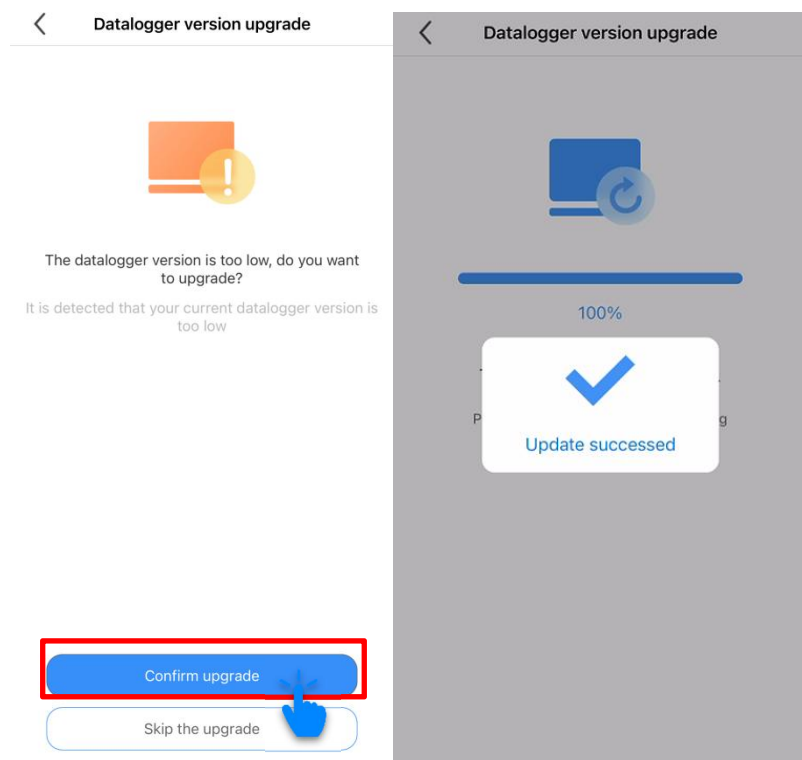 Datalogger version upgrade
The datalogger version is too low, do you want
to upgrade?
It is detected that your current datalogger version is
too low
Confirm upgrade
Skip the upgrade
Datalogger version upgrade
100%
P
g
Update successed